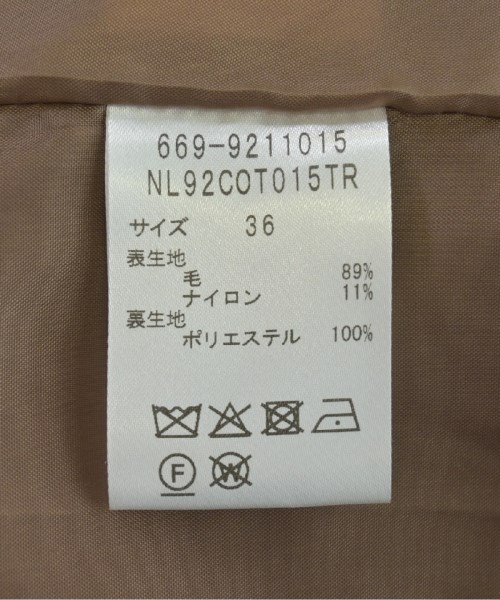 669-9211015
NL92COT015TR
サイズ 36
表生地
毛 89%
ナイロン 11%
裏生地
ポリエステル 100%
F W